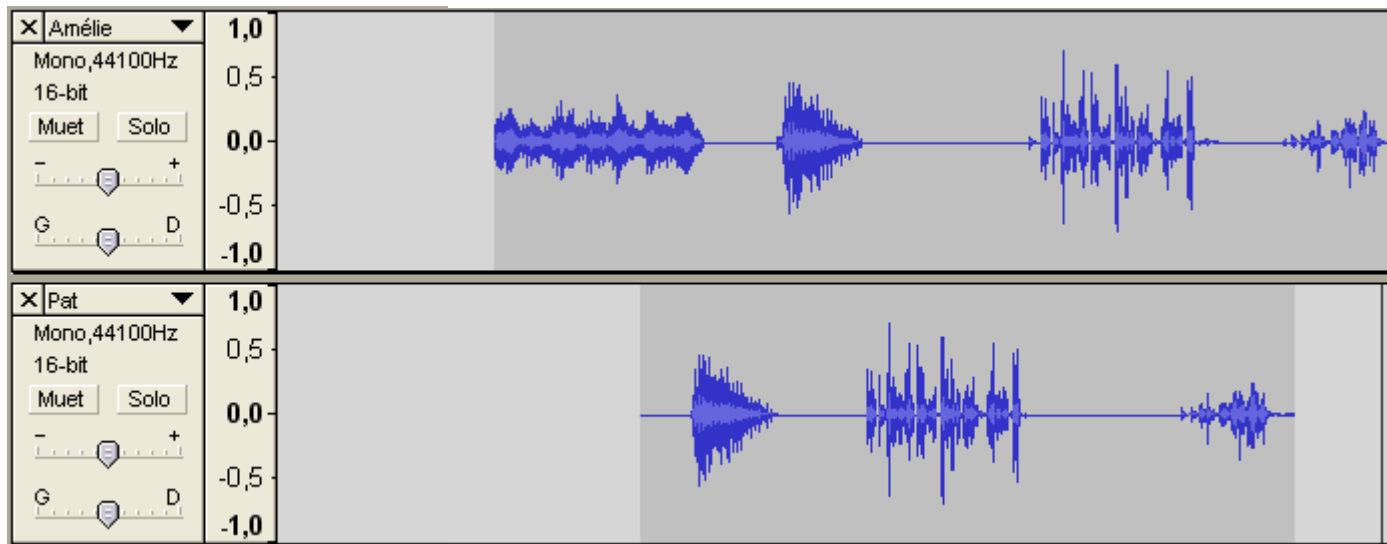 Amélie
Mono,44100Hz
16-bit
Muet Solo
- +
G D
1,0
0,5
0,0
-0,5
-1,0
Pat
Mono,44100Hz
16-bit
Muet Solo
- +
G D
1,0
0,5
0,0
-0,5
-1,0